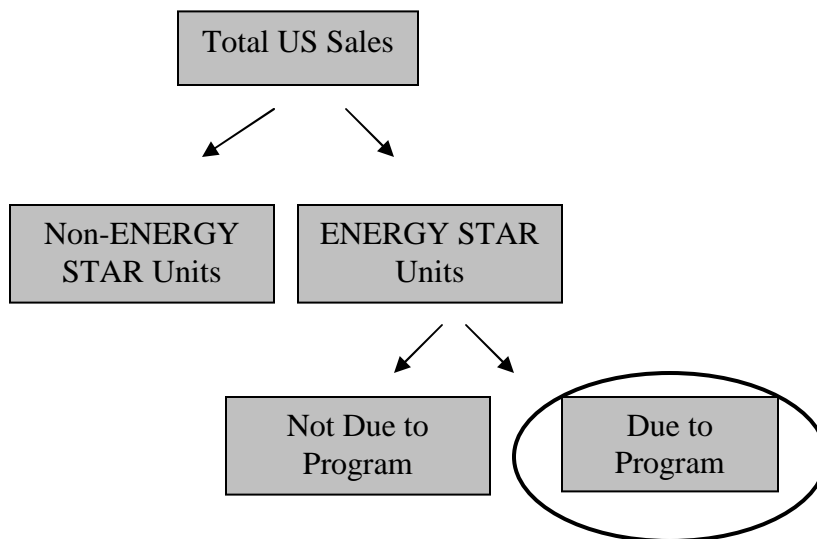 Total US Sales
Non-ENERGY
STAR Units
ENERGY STAR
Units
Not Due to
Program
Due to
Program